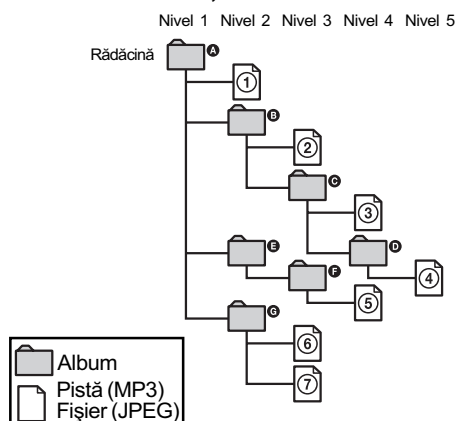 Nivel 1 Nivel 2 Nivel 3 Nivel 4 Nivel 5
Rădăcină A
1
B
2
C
3
E D
F 4
5
G
6
7
Album
Pistă (MP3)
Fişier (JPEG)